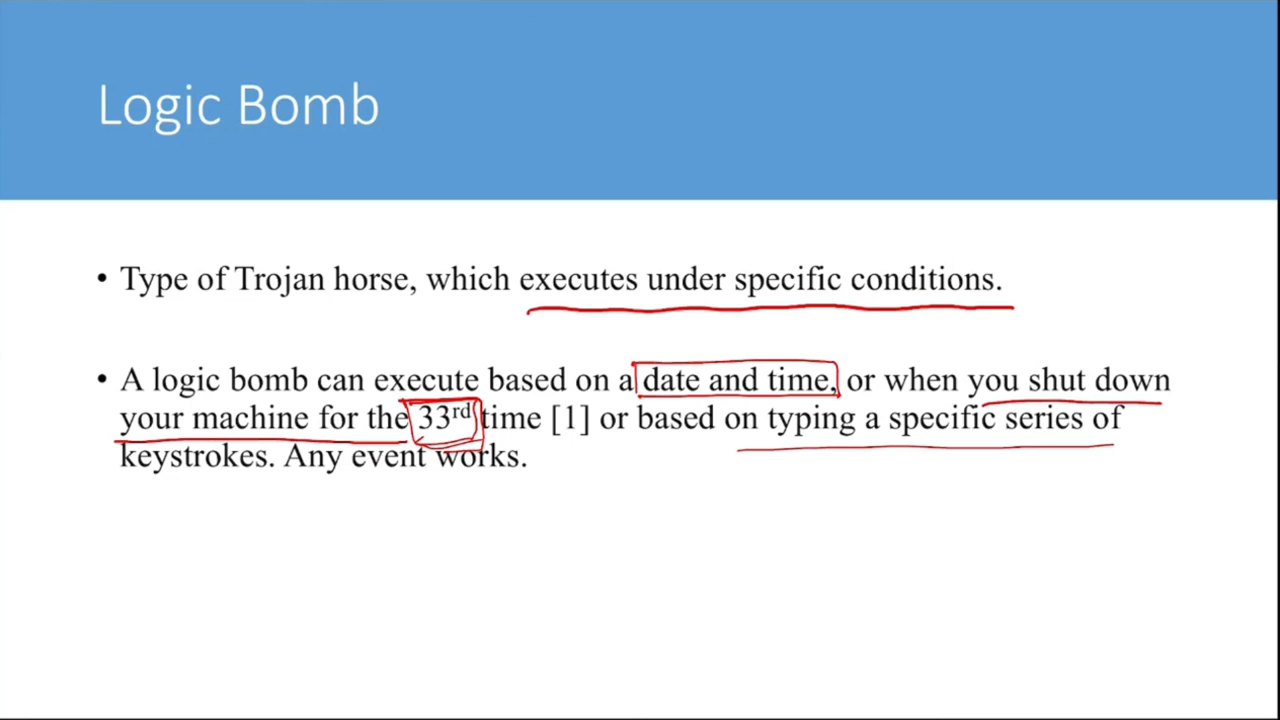 Logic Bomb
• Type of Trojan horse, which executes under specific conditions.
• A logic bomb can execute based on a date and time, or when you shut down
your machine for the 33rd time [1] or based on typing a specific series of
keystrokes. Any event works.